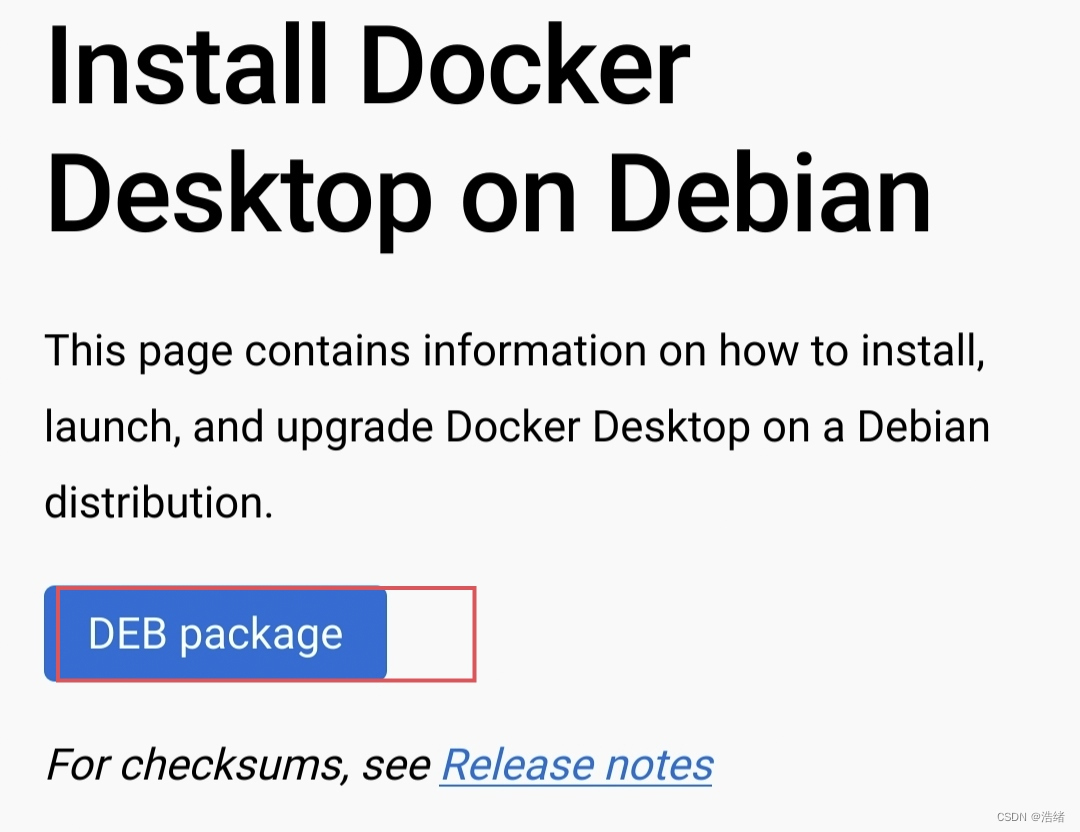 Install Docker
Desktop on Debian
This page contains information on how to install,
launch, and upgrade Docker Desktop on a Debian
distribution.
DEB package
For checksums, see Release notes
CSDN @浩绪